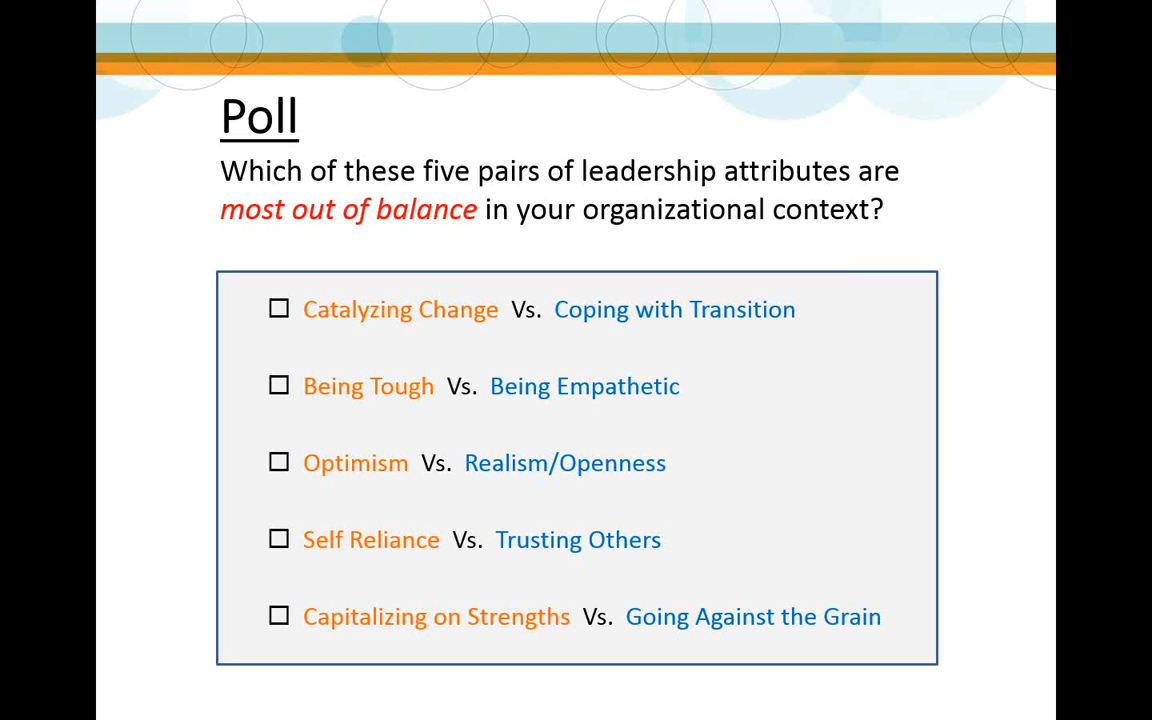 Poll
Which of these five pairs of leadership attributes are
most out of balance in your organizational context?
Catalyzing Change Vs. Coping with Transition
Being Tough Vs. Being Empathetic
Optimism Vs. Realism/Openness
Self Reliance Vs. Trusting Others
Capitalizing on Strengths Vs. Going Against the Grain